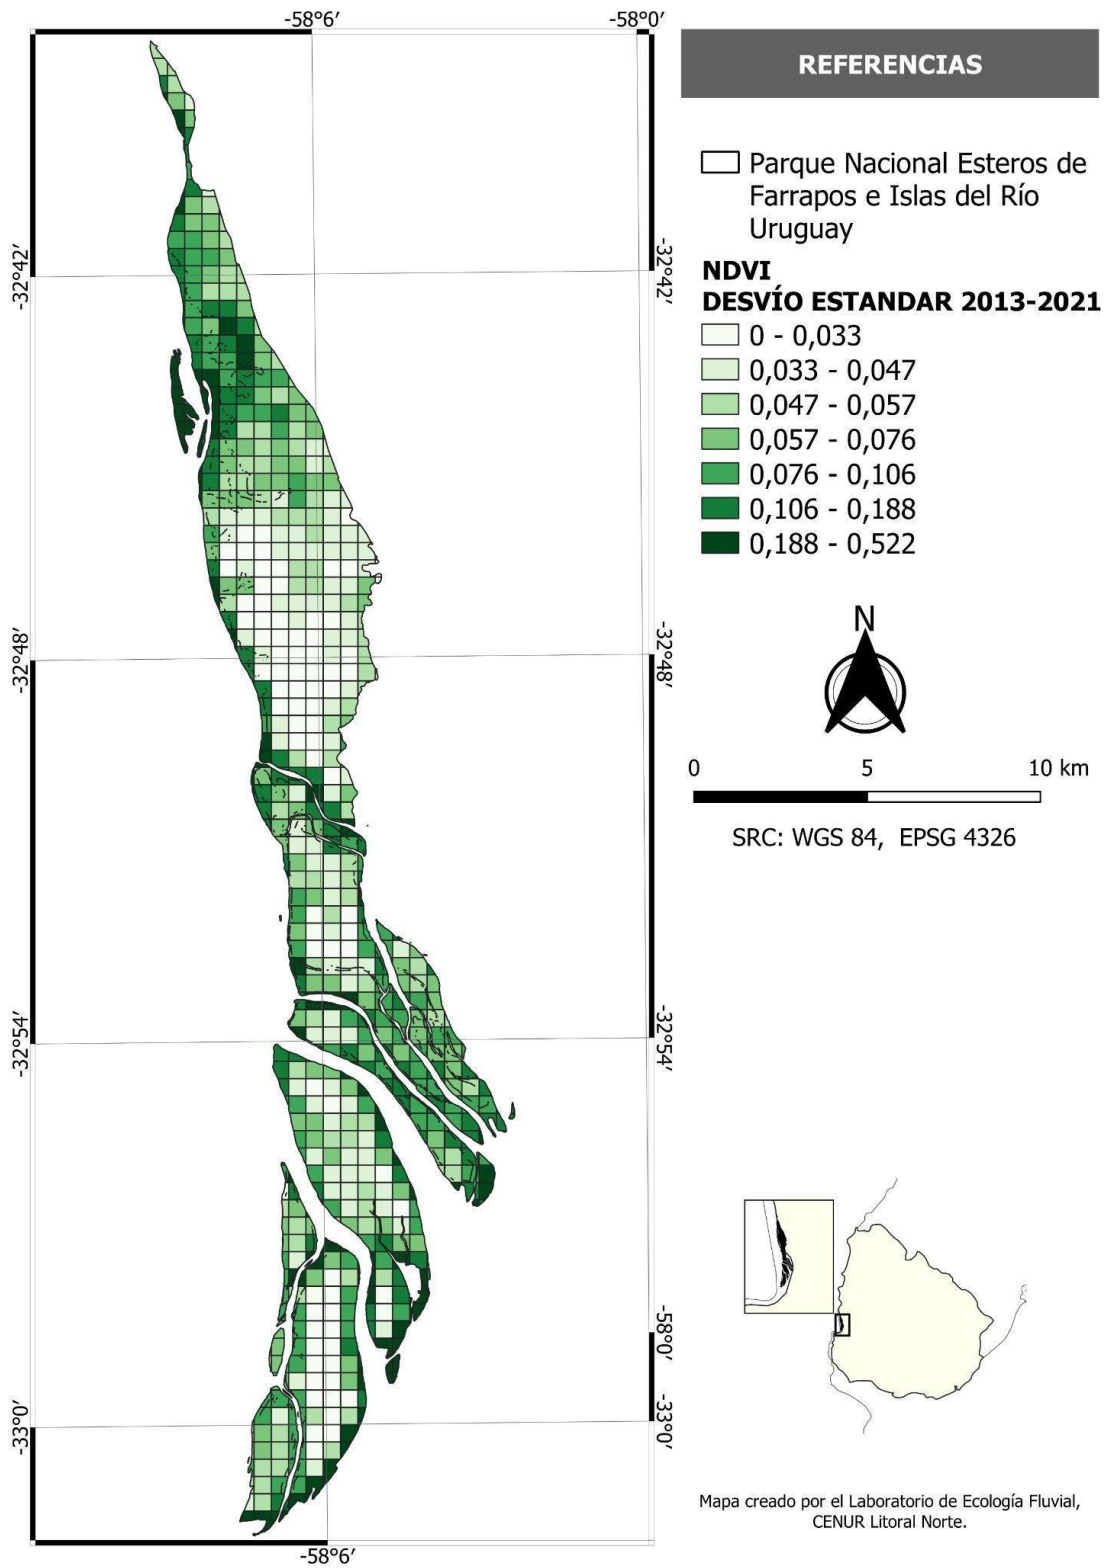 -58°6'
-58°0'
-32°42'
-32°42'
-32°48'
-32°48'
-32°54'
-32°54'
-58°0'
-33°0'
-33°0'
-58°6'
REFERENCIAS
Parque Nacional Esteros de
Farrapos e Islas del Río
Uruguay
NDVI
DESVÍO ESTANDAR 2013-2021
0 - 0,033
0,033 - 0,047
0,047 - 0,057
0,057 - 0,076
0,076 - 0,106
0,106 - 0,188
0,188 - 0,522
N
0 5 10 km
SRC: WGS 84, EPSG 4326
Mapa creado por el Laboratorio de Ecología Fluvial,
CENUR Litoral Norte.